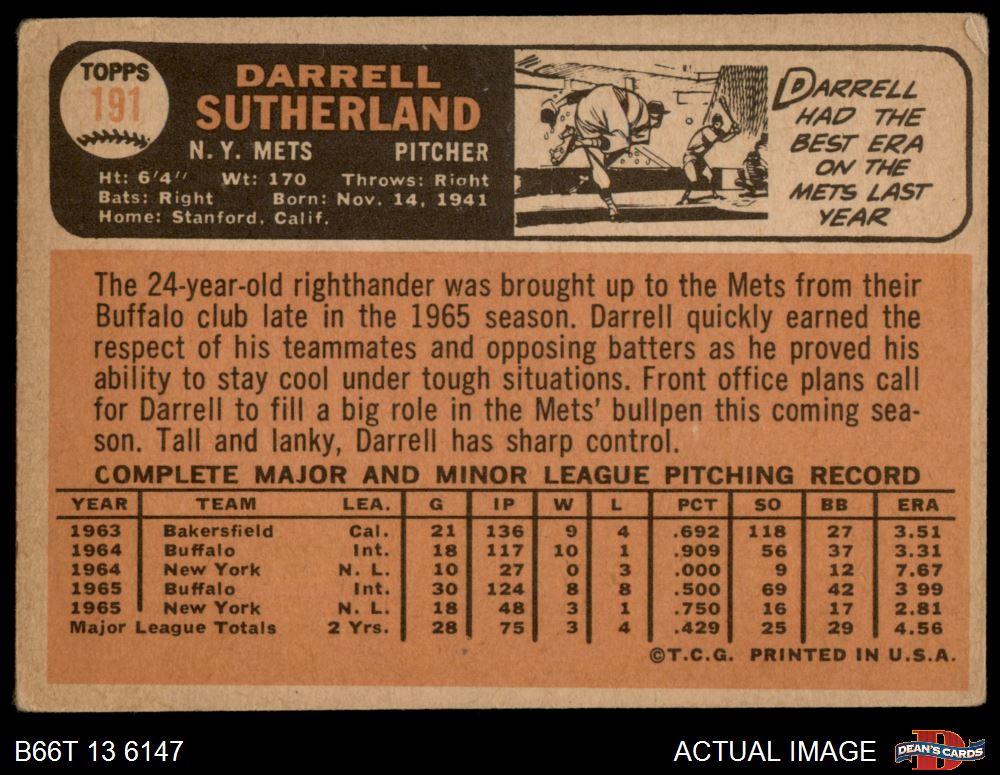 TOPPS
191
DARRELL
SUTHERLAND
N. Y. METS PITCHER
Ht: 6'4" Wt: 170 Throws: Right
Bats: Right Born: Nov. 14, 1941
Home: Stanford, Calif.
DARRELL
HAD THE
BEST ERA
ON THE
METS LAST
YEAR
The 24-year-old righthander was brought up to the Mets from their
Buffalo club late in the 1965 season. Darrell quickly earned the
respect of his teammates and opposing batters as he proved his
ability to stay cool under tough situations. Front office plans call
for Darrell to fill a big role in the Mets' bullpen this coming sea-
son. Tall and lanky, Darrell has sharp control.
COMPLETE MAJOR AND MINOR LEAGUE PITCHING RECORD
YEAR TEAM LEA. G IP W L PCT SO BB ERA
1963 Bakersfield Cal. 21 136 9 4 .692 118 27 3.51
1964 Buffalo Int. 18 117 10 1 .909 56 37 3.31
1964 New York N. L. 10 27 0 3 .000 9 12 7.67
1965 Buffalo Int. 30 124 8 8 .500 69 42 3 99
1965 New York N. L. 18 48 3 1 .750 16 17 2.81
Major League Totals 2 Yrs. 28 75 3 4 .429 25 29 4.56
©T.C.G. PRINTED IN U.S.A.
B66T 13 6147
ACTUAL IMAGE
DEAN'S CARDS